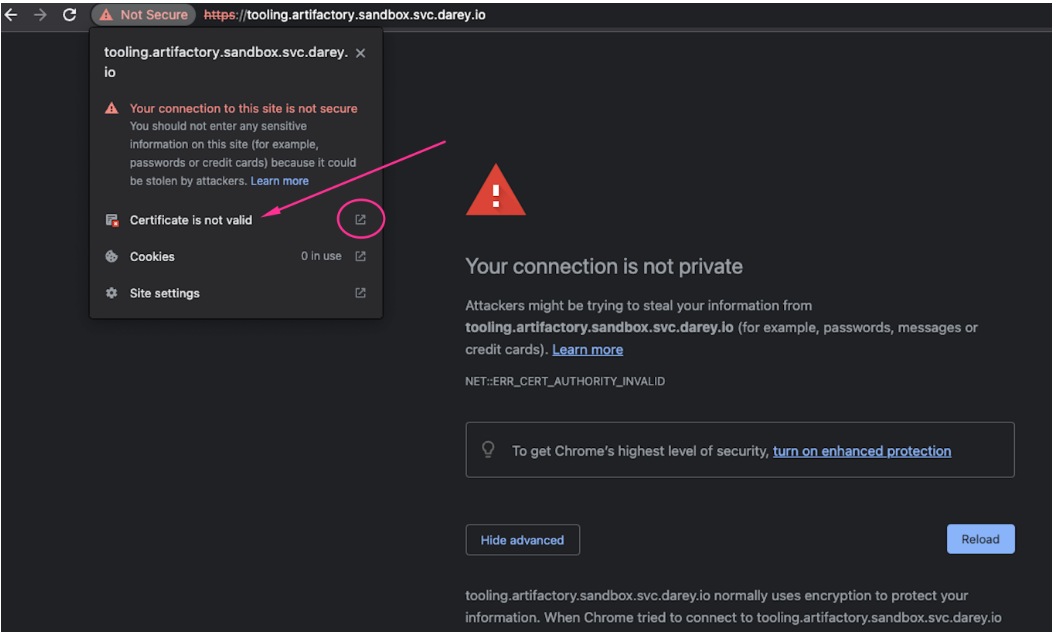 Not Secure https://tooling.artifactory.sandbox.svc.darey.io
tooling.artifactory.sandbox.svc.darey.
io
Your connection to this site is not secure
You should not enter any sensitive
information on this site (for example,
passwords or credit cards) because it could
be stolen by attackers. Learn more
Certificate is not valid
Cookies 0 in use
Site settings
Your connection is not private
Attackers might be trying to steal your information from
tooling.artifactory.sandbox.svc.darey.io (for example, passwords, messages or
credit cards). Learn more
NET::ERR_CERT_AUTHORITY_INVALID
To get Chrome's highest level of security, turn on enhanced protection
Hide advanced Reload
tooling.artifactory.sandbox.svc.darey.io normally uses encryption to protect your
information. When Chrome tried to connect to tooling.artifactory.sandbox.svc.darey.io